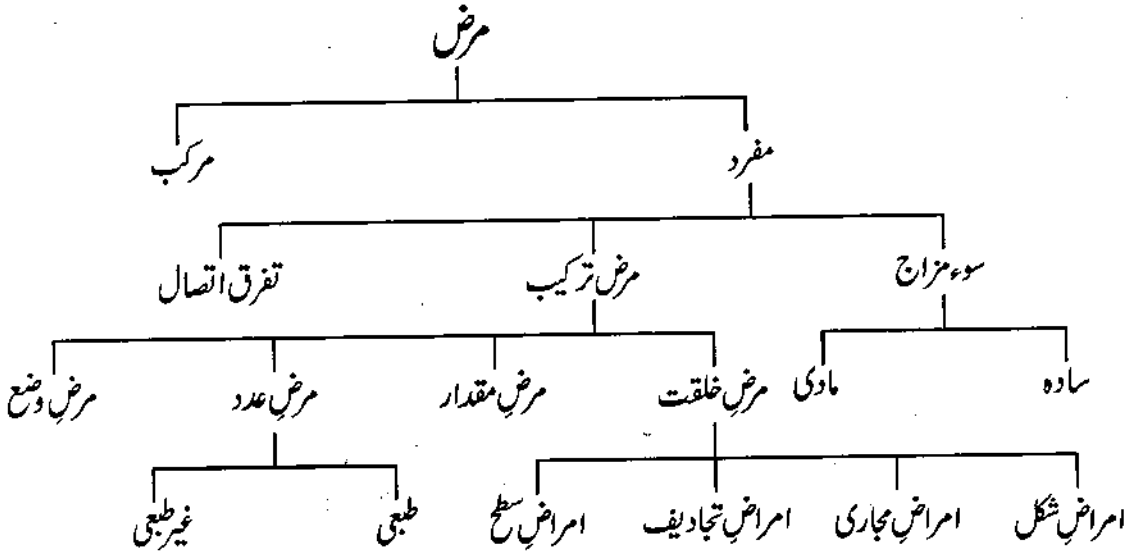 مرض
مفرد مرکب
سوء مزاج مرض ترکیب تفرق اتصال
سادہ مادی مرضِ خلقت مرضِ مقدار مرضِ عدد مرضِ وضع
امراضِ شکل امراضِ مجاری امراضِ تجاویف امراضِ سطح طبعی غیر طبعی